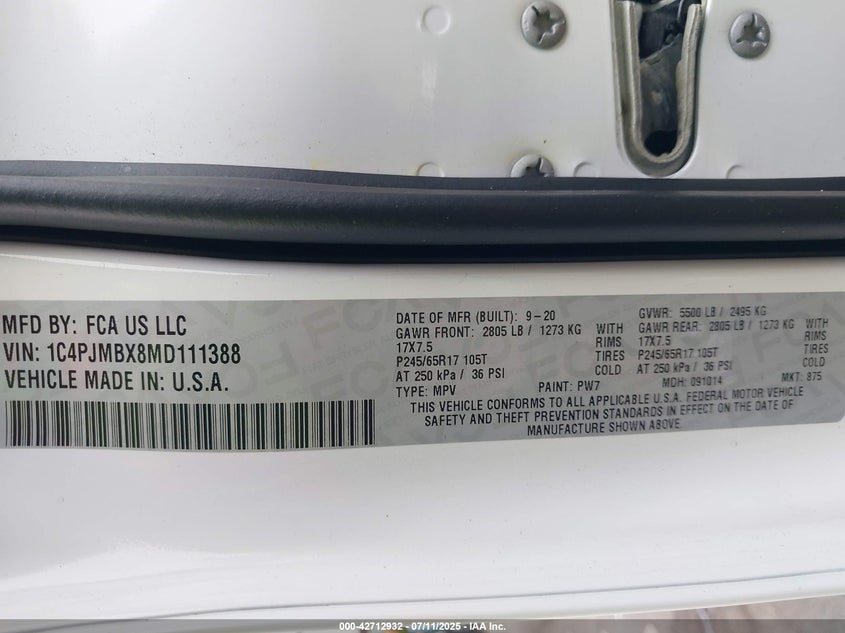 MFD BY: FCA US LLC
VIN: 1C4PJMBX8MD111388
VEHICLE MADE IN: U.S.A.
DATE OF MFR (BUILT): 9-20 GVWR: 5500 LB / 2495 KG
GAWR FRONT: 2805 LB / 1273 KG WITH GAWR REAR: 2805 LB / 1273 KG WITH
17X7.5 RIMS 17X7.5 RIMS
P245/65R17 105T TIRES P245/65R17 105T TIRES
AT 250 kPa / 36 PSI COLD AT 250 kPa / 36 PSI COLD
TYPE: MPV PAINT: PW7 MDH: 091014 MKT: 875
THIS VEHICLE CONFORMS TO ALL APPLICABLE U.S.A. FEDERAL MOTOR VEHICLE
SAFETY AND THEFT PREVENTION STANDARDS IN EFFECT ON THE DATE OF
MANUFACTURE SHOWN ABOVE
000-42712932 - 07/11/2025 - IAA Inc.